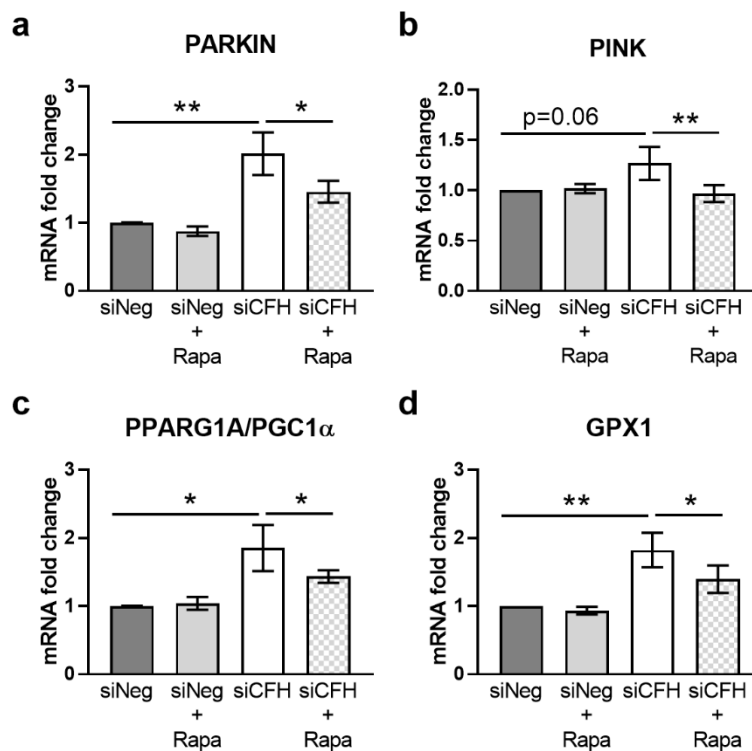 a
PARKIN
mRNA fold change
3
2
1
0
**
*
siNeg
siNeg + Rapa
siCFH
siCFH + Rapa
b
PINK
mRNA fold change
2.0
1.5
1.0
0.5
0.0
p=0.06
**
siNeg
siNeg + Rapa
siCFH
siCFH + Rapa
c
PPARG1A/PGC1α
mRNA fold change
3
2
1
0
*
*
siNeg
siNeg + Rapa
siCFH
siCFH + Rapa
d
GPX1
mRNA fold change
3
2
1
0
**
*
siNeg
siNeg + Rapa
siCFH
siCFH + Rapa